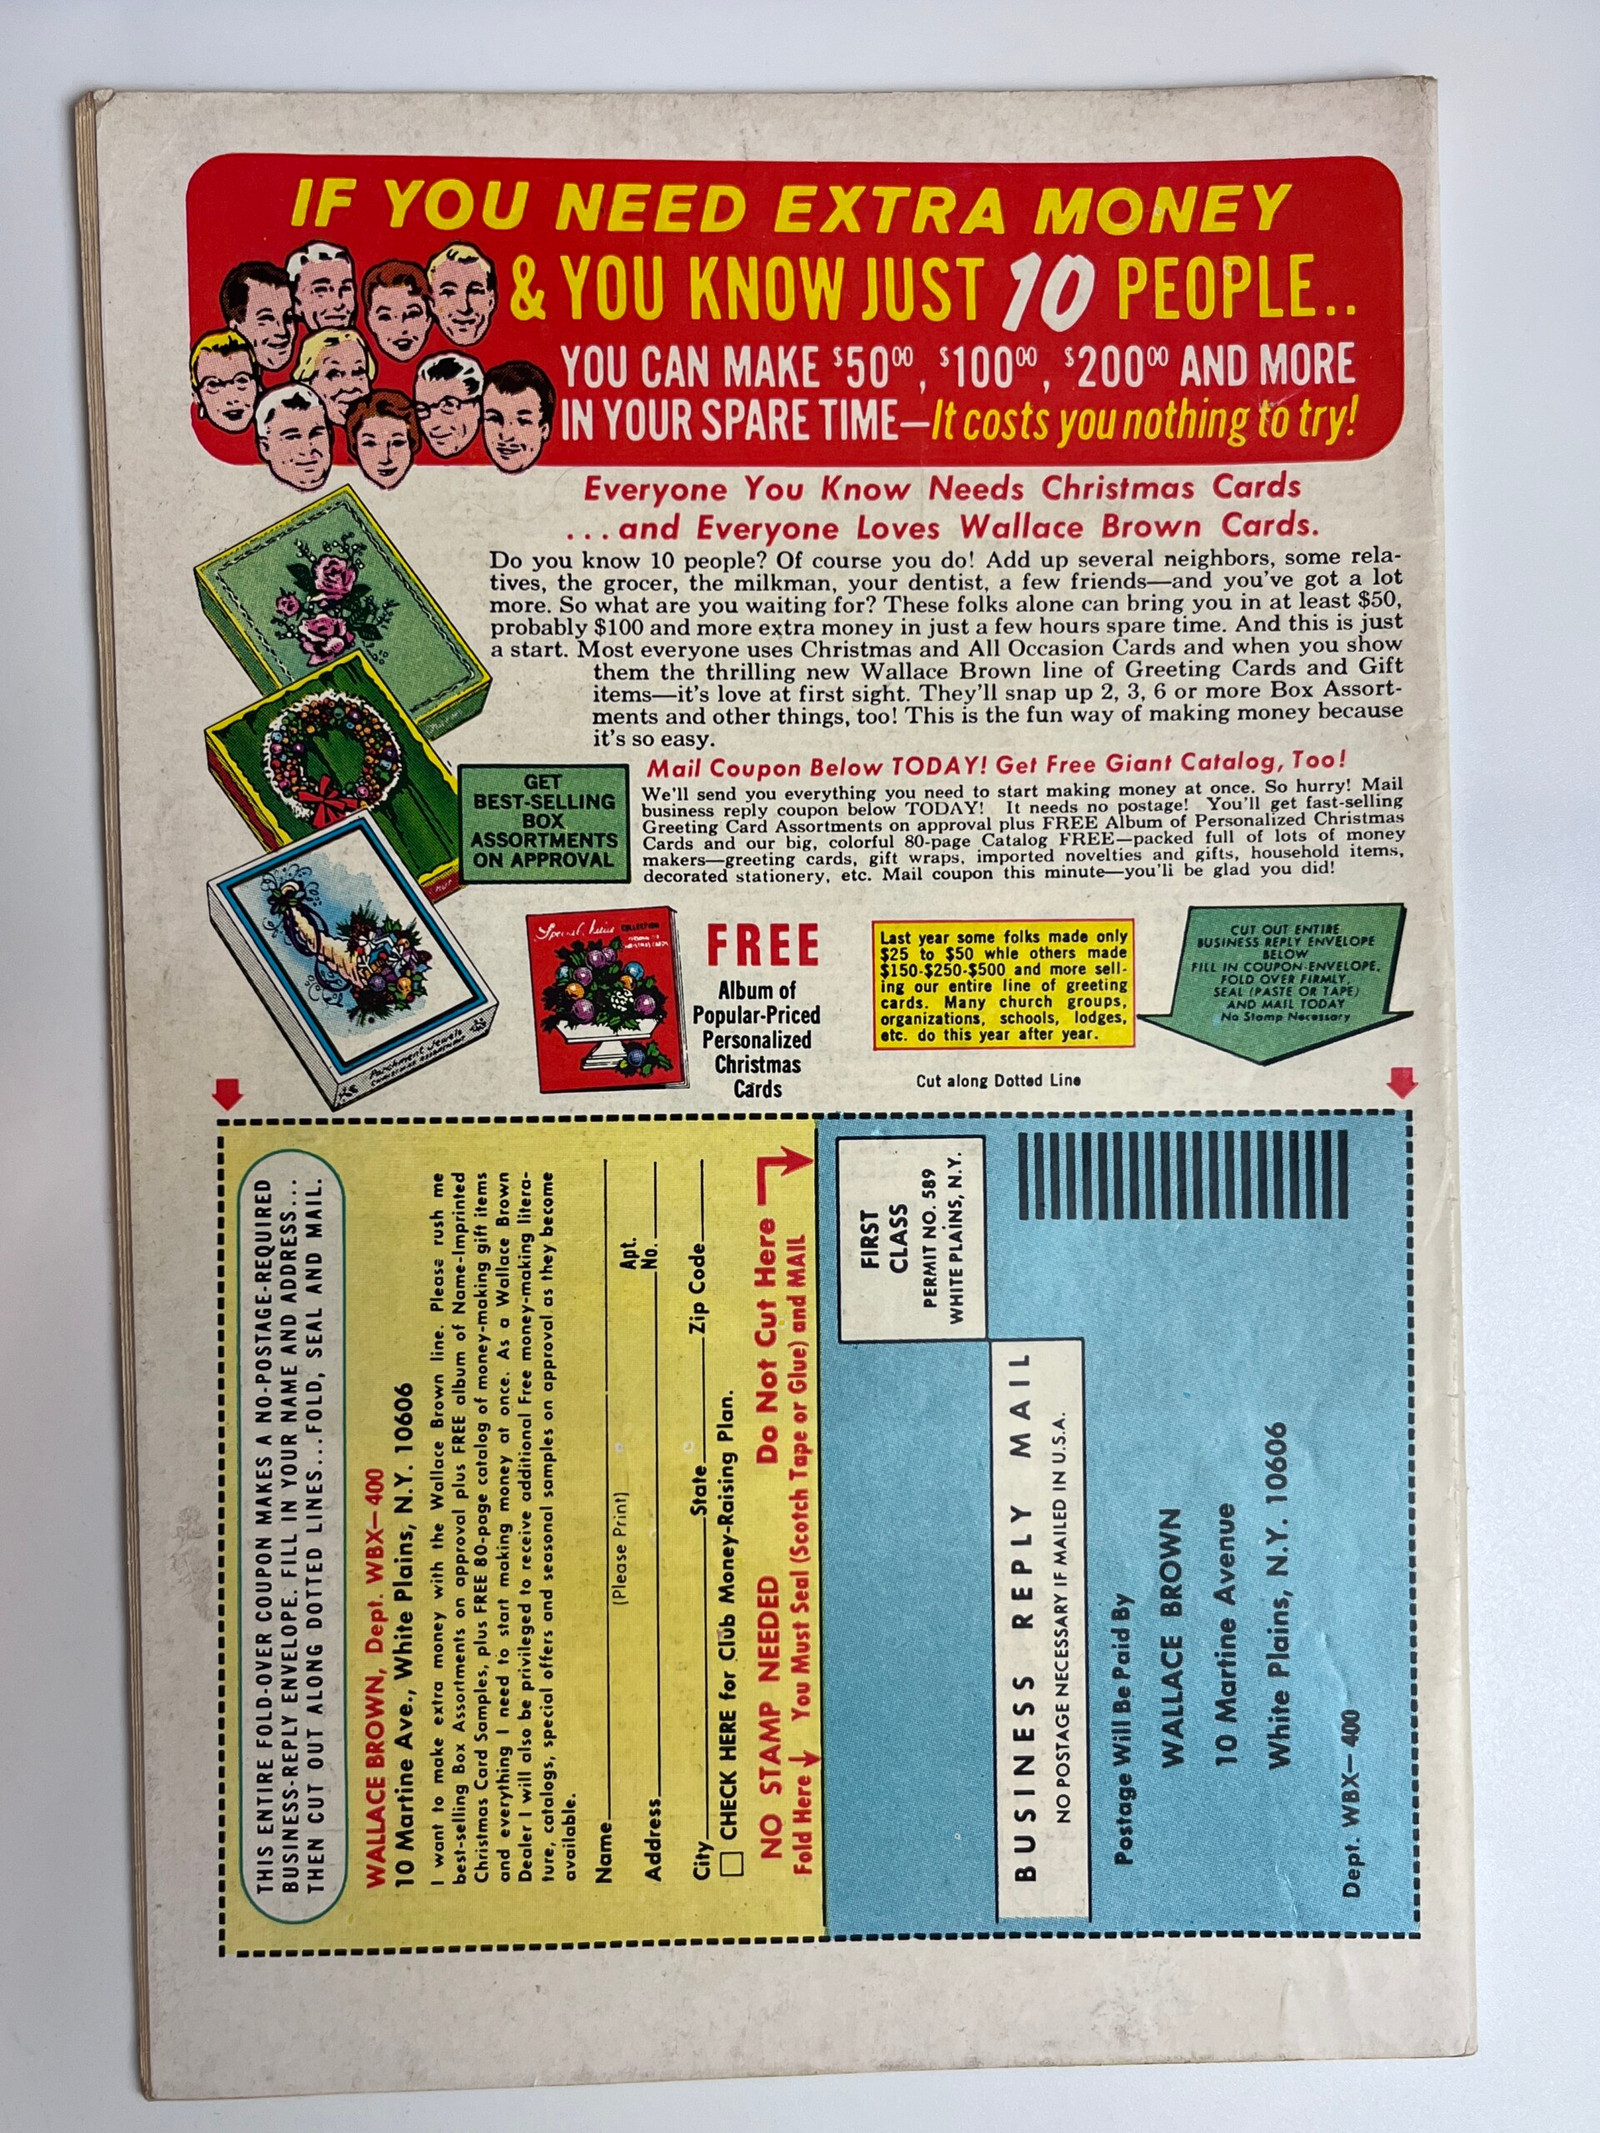 IF YOU NEED EXTRA MONEY
& YOU KNOW JUST 10 PEOPLE..
YOU CAN MAKE $5000, $10000, $20000 AND MORE
IN YOUR SPARE TIME—It costs you nothing to try!
Everyone You Know Needs Christmas Cards
...and Everyone Loves Wallace Brown Cards.
Do you know 10 people? Of course you do! Add up several neighbors, some rela-
tives, the grocer, the milkman, your dentist, a few friends—and you've got a lot
more. So what are you waiting for? These folks alone can bring you in at least $50,
probably $100 and more extra money in just a few hours spare time. And this is just
a start. Most everyone uses Christmas and All Occasion Cards and when you show
them the thrilling new Wallace Brown line of Greeting Cards and Gift
items—it's love at first sight. They'll snap up 2, 3, 6 or more Box Assort-
ments and other things, too! This is the fun way of making money because
it's so easy.
GET
BEST-SELLING
BOX
ASSORTMENTS
ON APPROVAL
Mail Coupon Below TODAY! Get Free Giant Catalog, Too!
We'll send you everything you need to start making money at once. So hurry! Mail
business reply coupon below TODAY! It needs no postage! You'll get fast-selling
Greeting Card Assortments on approval plus FREE Album of Personalized Christmas
Cards and our big, colorful 80-page Catalog FREE—packed full of lots of money
makers—greeting cards, gift wraps, imported novelties and gifts, household items,
decorated stationery, etc. Mail coupon this minute—you'll be glad you did!
Parchment Jewels
CHRISTMAS ASSORTMENT
Special Issue
COLLECTION
CHRISTMAS CARDS
FREE
Album of
Popular-Priced
Personalized
Christmas
Cards
Last year some folks made only
$25 to $50 whle others made
$150-$250-$500 and more sell-
ing our entire line of greeting
cards. Many church groups,
organizations, schools, lodges,
etc. do this year after year.
Cut along Dotted Line
CUT OUT ENTIRE
BUSINESS REPLY ENVELOPE
BELOW
FILL IN COUPON-ENVELOPE,
FOLD OVER FIRMLY,
SEAL (PASTE OR TAPE)
AND MAIL TODAY
No Stamp Necessary
THIS ENTIRE FOLD-OVER COUPON MAKES A NO-POSTAGE-REQUIRED
BUSINESS-REPLY ENVELOPE. FILL IN YOUR NAME AND ADDRESS...
THEN CUT OUT ALONG DOTTED LINES...FOLD, SEAL AND MAIL.
WALLACE BROWN, Dept. WBX—400
10 Martine Ave., White Plains, N.Y. 10606
I want to make extra money with the Wallace Brown line. Please rush me
best-selling Box Assortments on approval plus FREE album of Name-Imprinted
Christmas Card Samples, plus FREE 80-page catalog of money-making gift items
and everything I need to start making money at once. As a Wallace Brown
Dealer I will also be privileged to receive additional Free money-making litera-
ture, catalogs, special offers and seasonal samples on approval as they become
available.
Name
(Please Print)
Address Apt. No.
City State Zip Code
CHECK HERE for Club Money-Raising Plan.
NO STAMP NEEDED Do Not Cut Here
Fold Here You Must Seal (Scotch Tape or Glue) and MAIL
FIRST
CLASS
PERMIT NO. 589
WHITE PLAINS, N.Y.
BUSINESS REPLY MAIL
NO POSTAGE NECESSARY IF MAILED IN U.S.A.
Postage Will Be Paid By
WALLACE BROWN
10 Martine Avenue
White Plains, N.Y. 10606
Dept. WBX—400